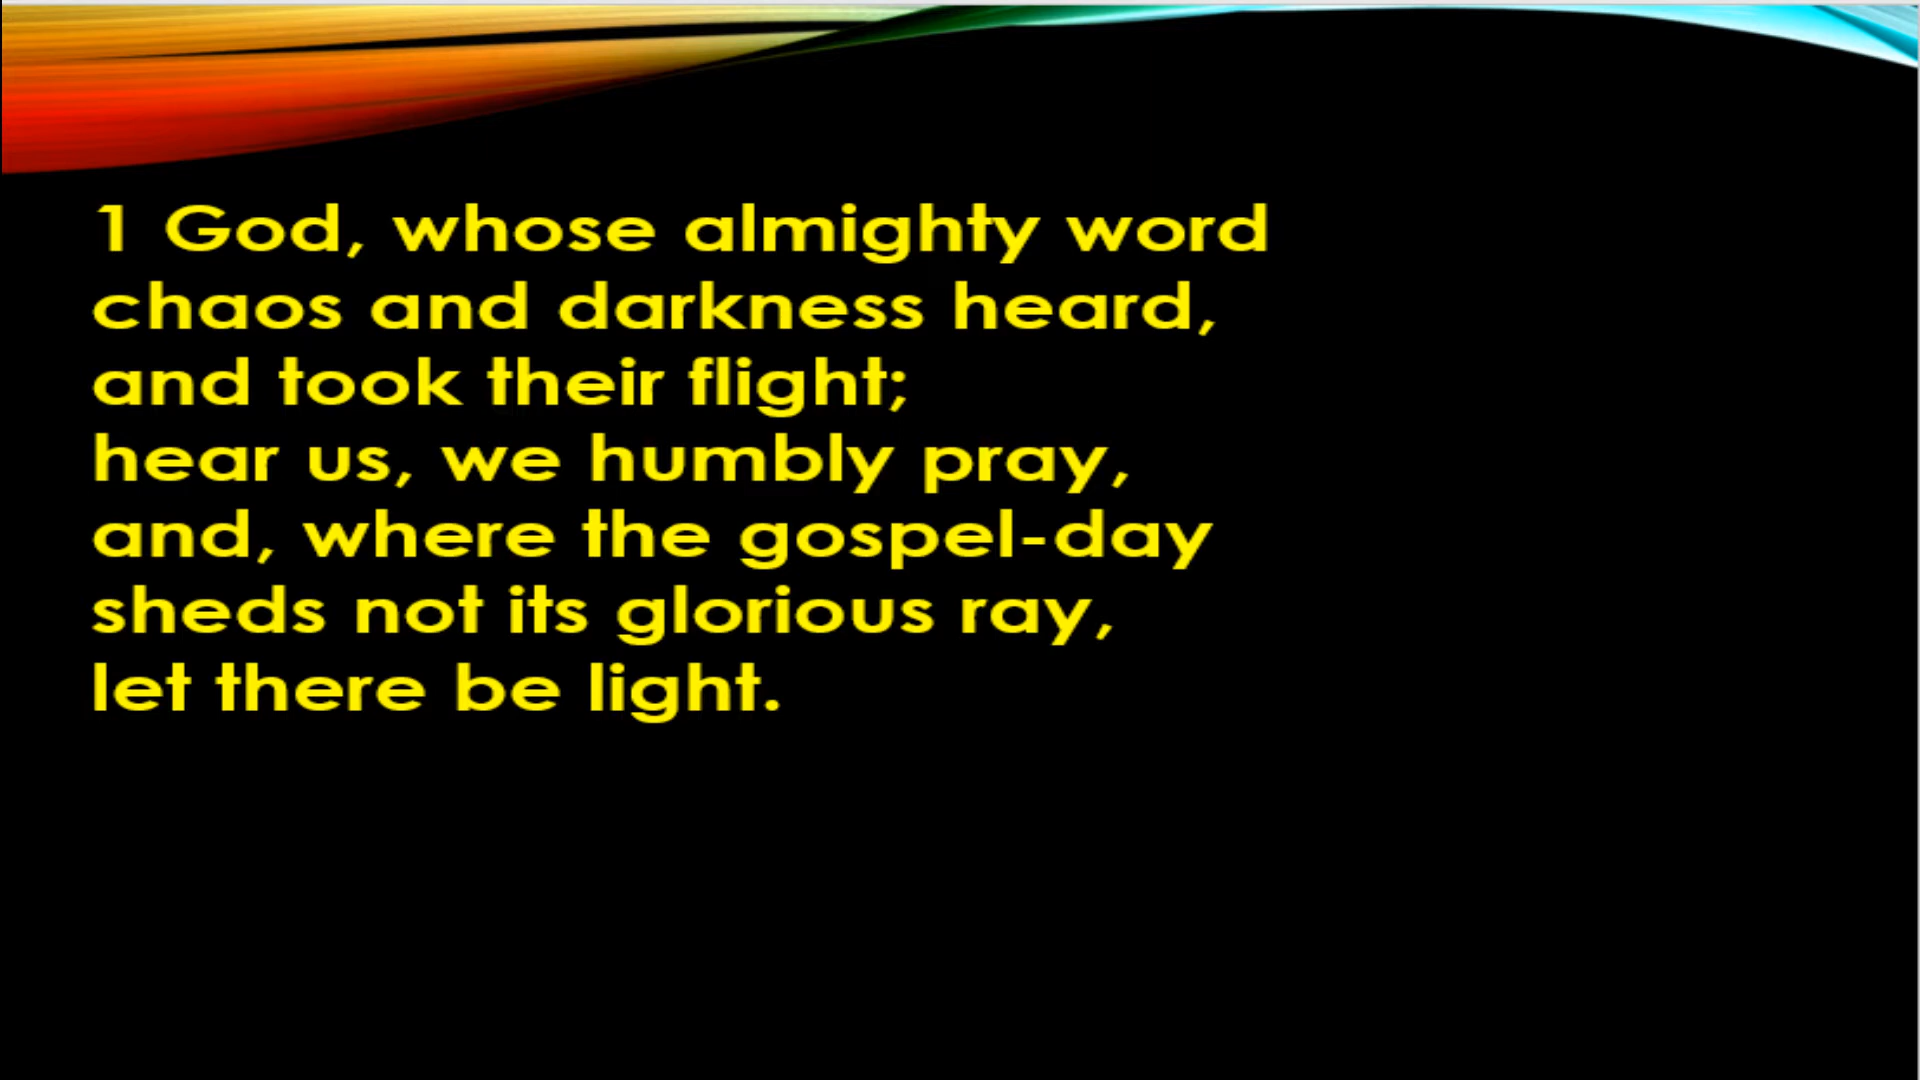 1 God, whose almighty word
chaos and darkness heard,
and took their flight;
hear us, we humbly pray,
and, where the gospel-day
sheds not its glorious ray,
let there be light.